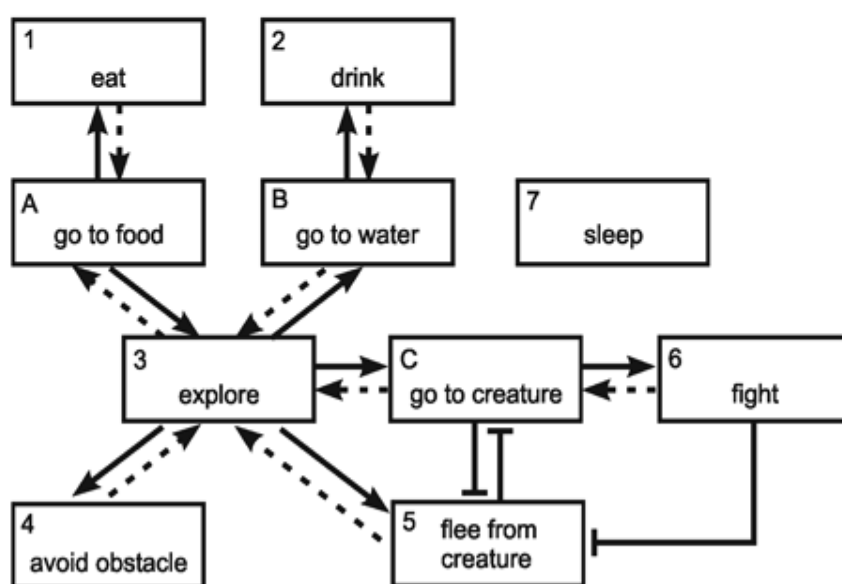 1
eat
2
drink
A
go to food
B
go to water
7
sleep
3
explore
C
go to creature
6
fight
4
avoid obstacle
5
flee from
creature